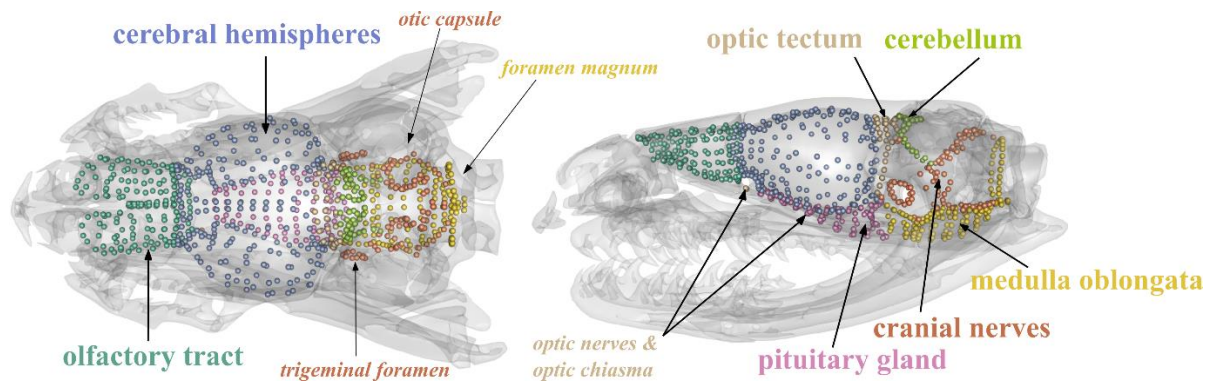 otic capsule
cerebral hemispheres
foramen magnum
olfactory tract
trigeminal foramen
optic tectum
cerebellum
medulla oblongata
cranial nerves
optic nerves &
optic chiasma
pituitary gland